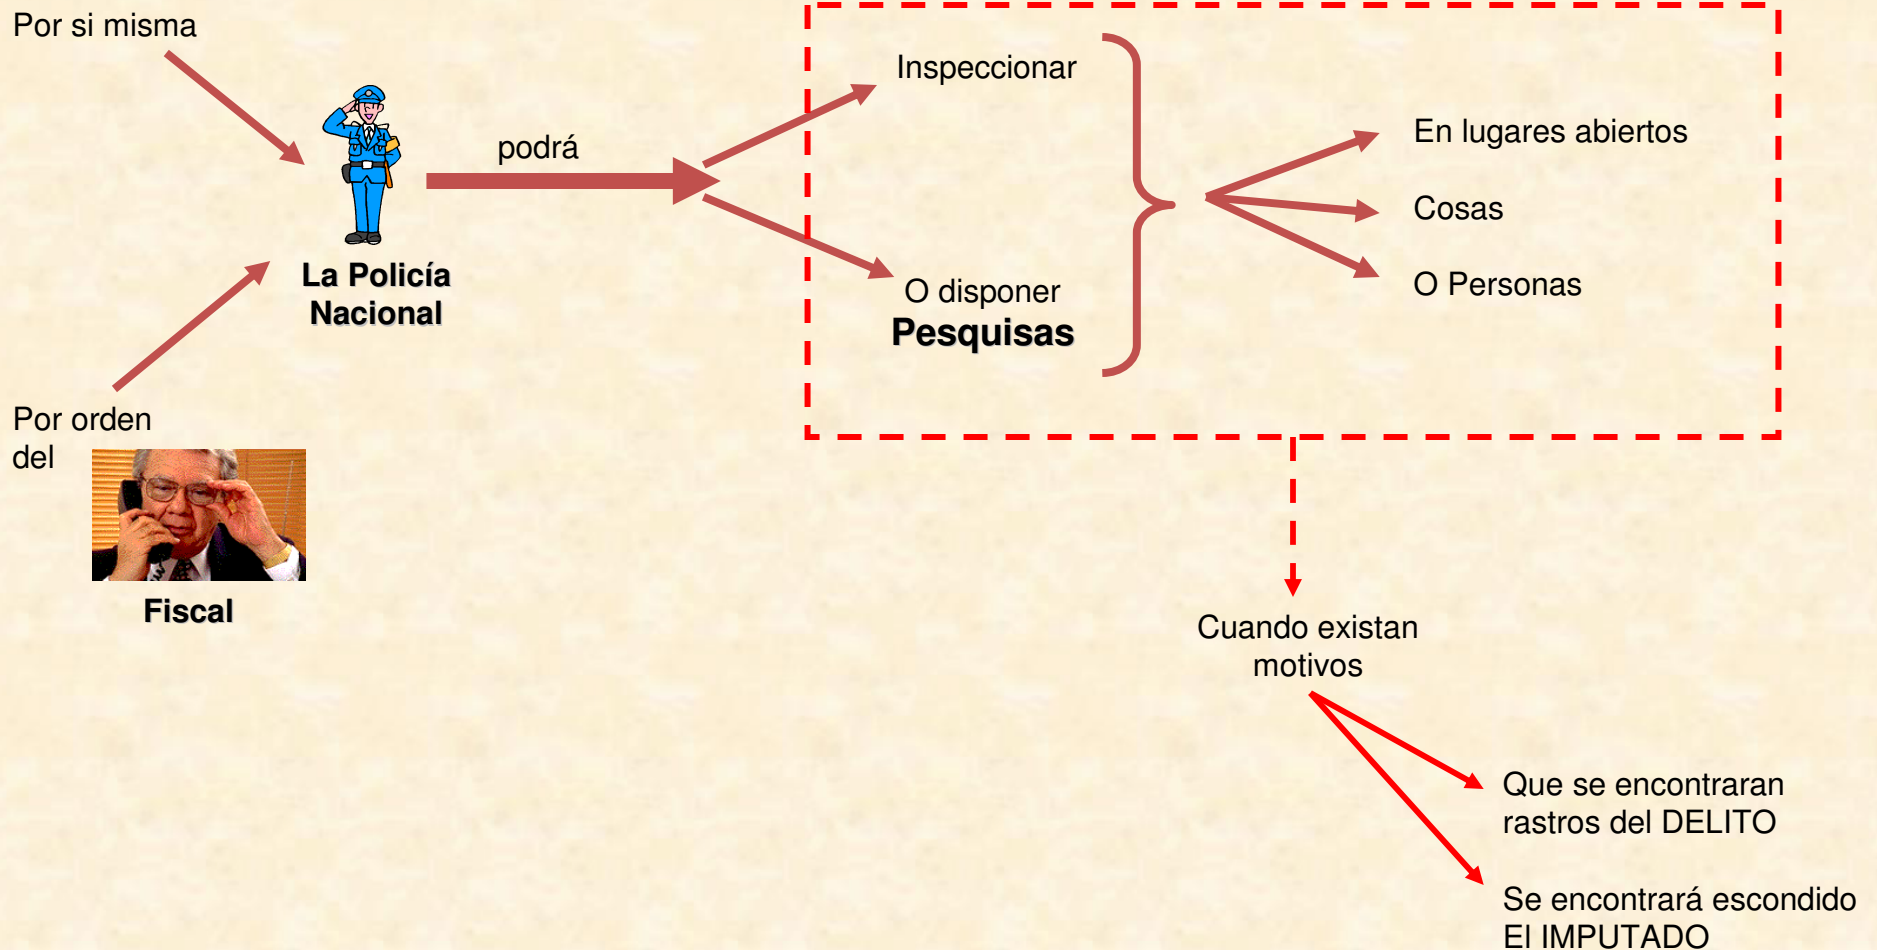 Por si misma
podrá
La Policía
Nacional
Por orden
del
Fiscal
Inspeccionar
O disponer
Pesquisas
En lugares abiertos
Cosas
O Personas
Cuando existan
motivos
Que se encontraran
rastros del DELITO
Se encontrará escondido
El IMPUTADO